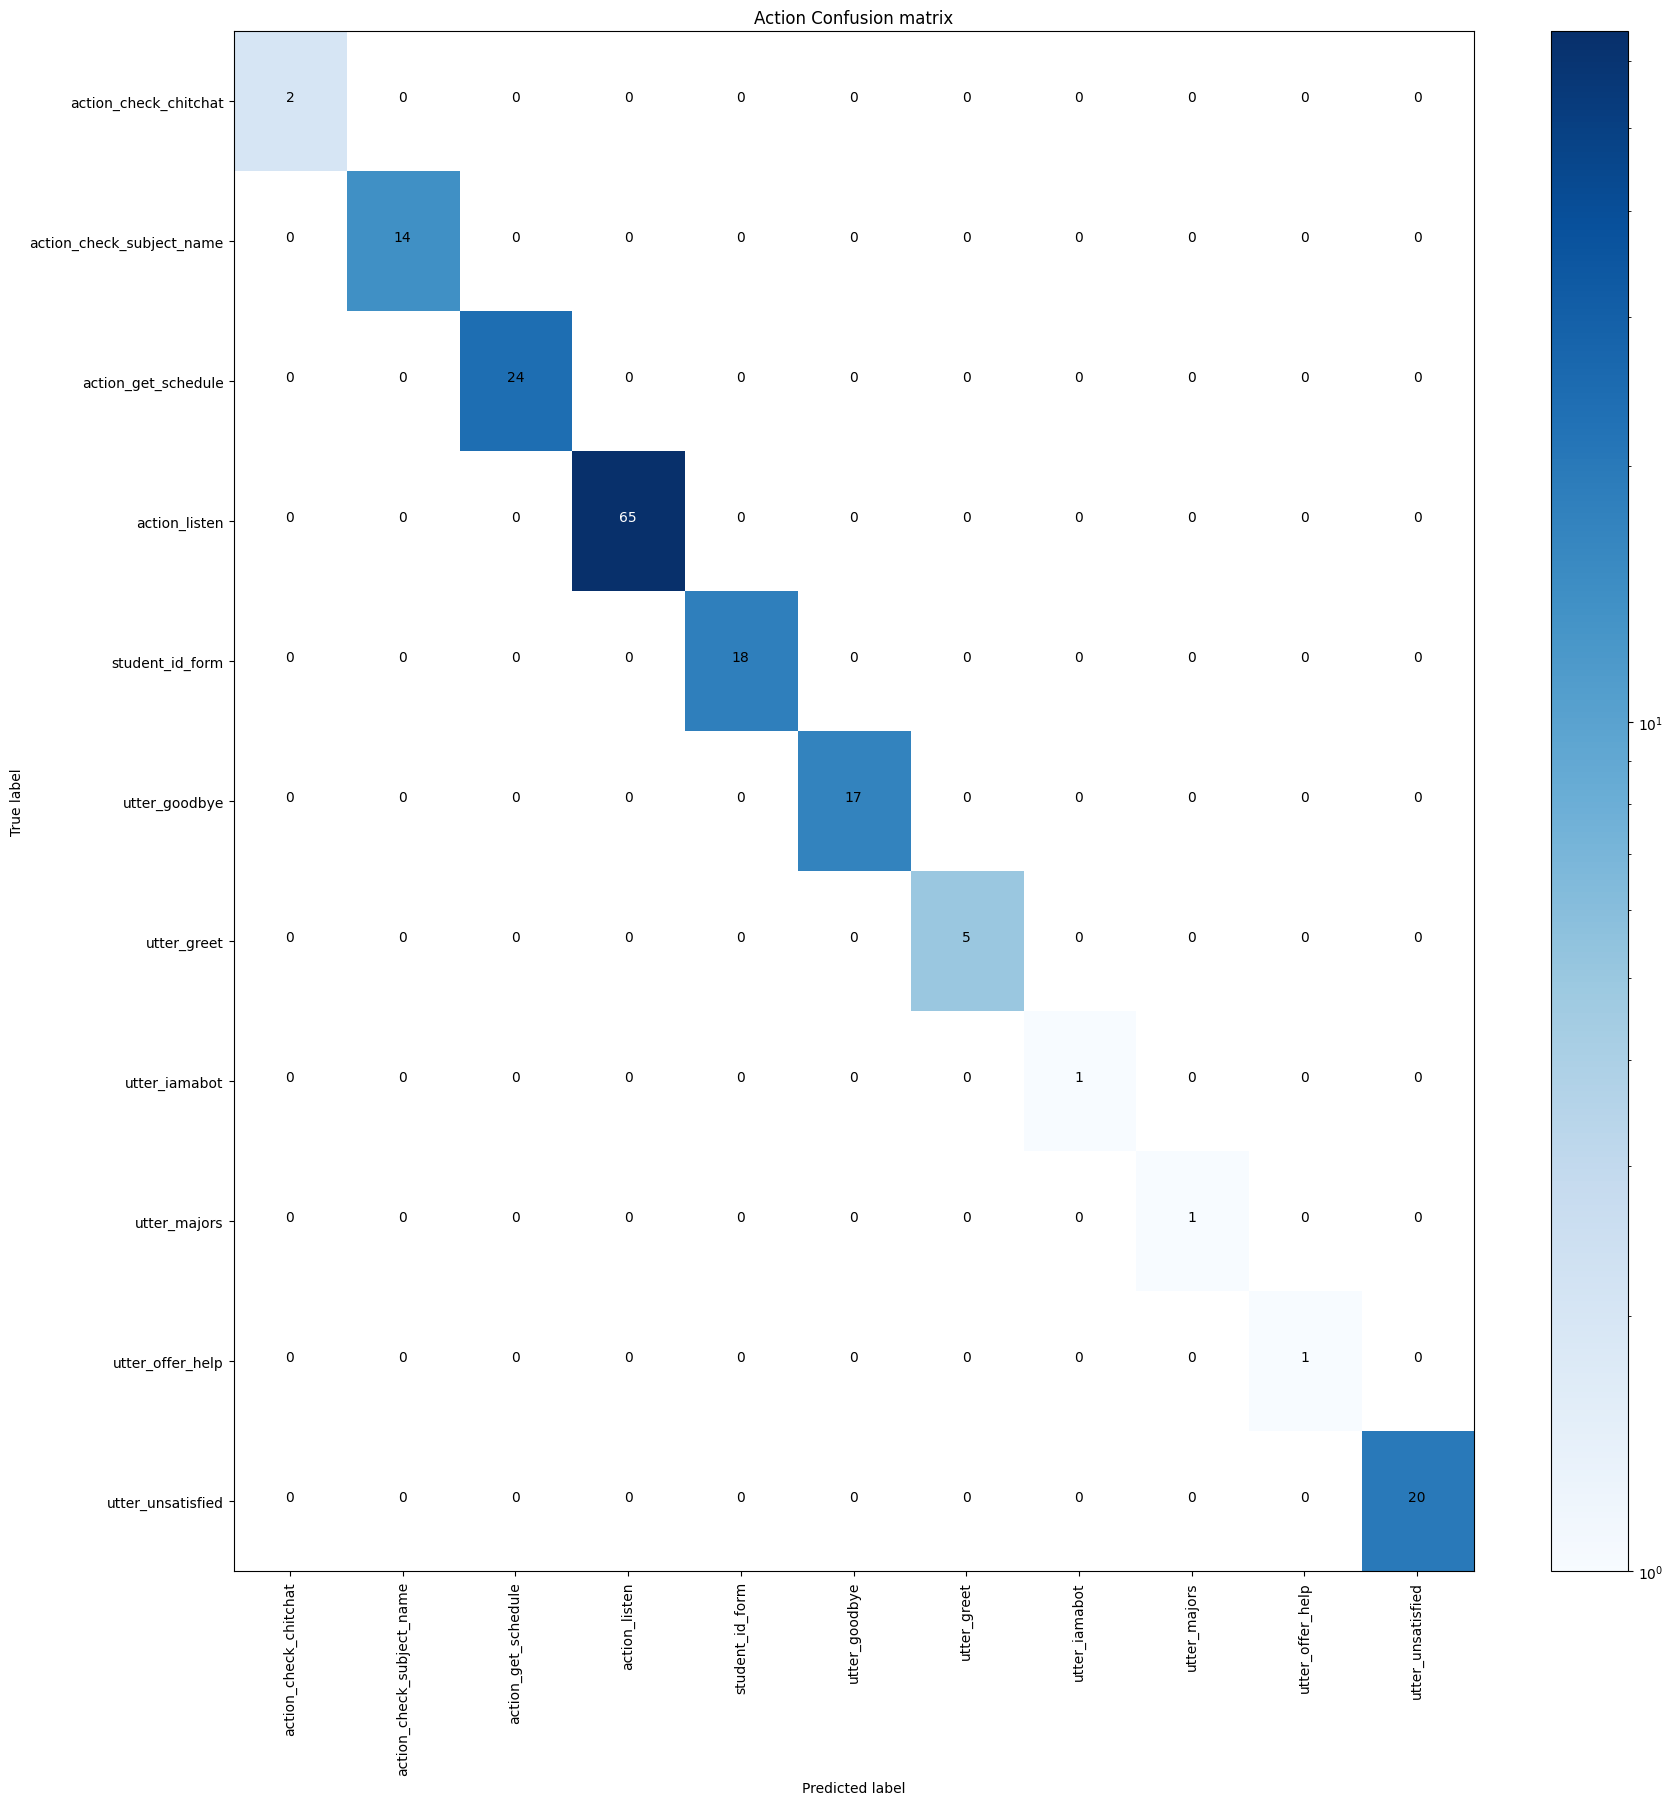 Action Confusion matrix
action_check_chitchat 2 0 0 0 0 0 0 0 0 0 0
action_check_subject_name 0 14 0 0 0 0 0 0 0 0 0
action_get_schedule 0 0 24 0 0 0 0 0 0 0 0
action_listen 0 0 0 65 0 0 0 0 0 0 0
student_id_form 0 0 0 0 18 0 0 0 0 0 0
utter_goodbye 0 0 0 0 0 17 0 0 0 0 0
utter_greet 0 0 0 0 0 0 5 0 0 0 0
utter_iamabot 0 0 0 0 0 0 0 1 0 0 0
utter_majors 0 0 0 0 0 0 0 0 1 0 0
utter_offer_help 0 0 0 0 0 0 0 0 0 1 0
utter_unsatisfied 0 0 0 0 0 0 0 0 0 0 20
True label
action_check_chitchat
action_check_subject_name
action_get_schedule
action_listen
student_id_form
utter_goodbye
utter_greet
utter_iamabot
utter_majors
utter_offer_help
utter_unsatisfied
Predicted label
10¹
10⁰